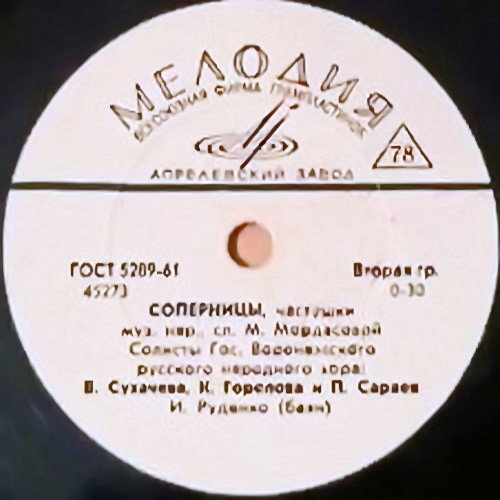 МЕЛОДИЯ
ВСЕСОЮЗНАЯ ФИРМА ГРАМПЛАСТИНОК
78
АПРЕЛЕВСКИЙ ЗАВОД
ГОСТ 5289-61 Вторая гр.
45273 0-30
СОПЕРНИЦЫ, частушки
муз. нар., сл. М. Мордасовой
Солисты Гос. Воронежского
русского народного хора:
В. Сухачева, К. Горелова и П. Сараев
И. Руденко (баян)